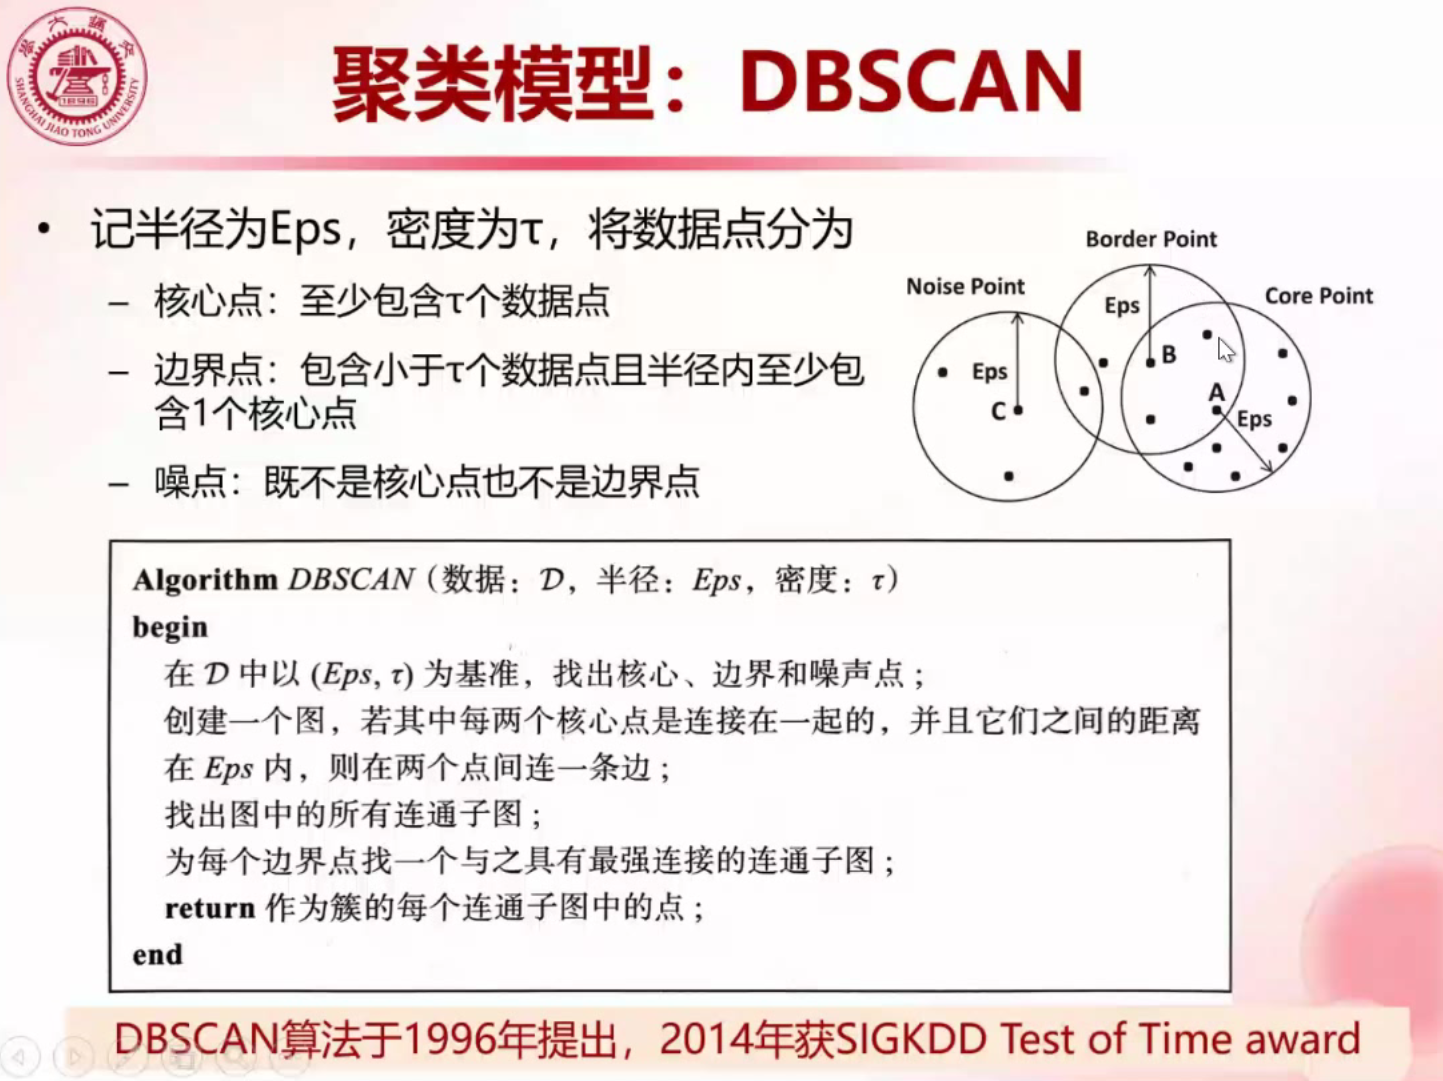 SHANGHAI JIAO TONG UNIVERSITY
1896
聚类模型：DBSCAN
• 记半径为Eps，密度为τ，将数据点分为
– 核心点：至少包含τ个数据点
– 边界点：包含小于τ个数据点且半径内至少包
含1个核心点
– 噪点：既不是核心点也不是边界点
Border Point
Noise Point
Core Point
Eps
B
Eps
A
C
Eps
Algorithm DBSCAN（数据：D，半径：Eps，密度：τ）
begin
在 D 中以 (Eps, τ) 为基准，找出核心、边界和噪声点；
创建一个图，若其中每两个核心点是连接在一起的，并且它们之间的距离
在 Eps 内，则在两个点间连一条边；
找出图中的所有连通子图；
为每个边界点找一个与之具有最强连接的连通子图；
return 作为簇的每个连通子图中的点；
end
DBSCAN算法于1996年提出，2014年获SIGKDD Test of Time award